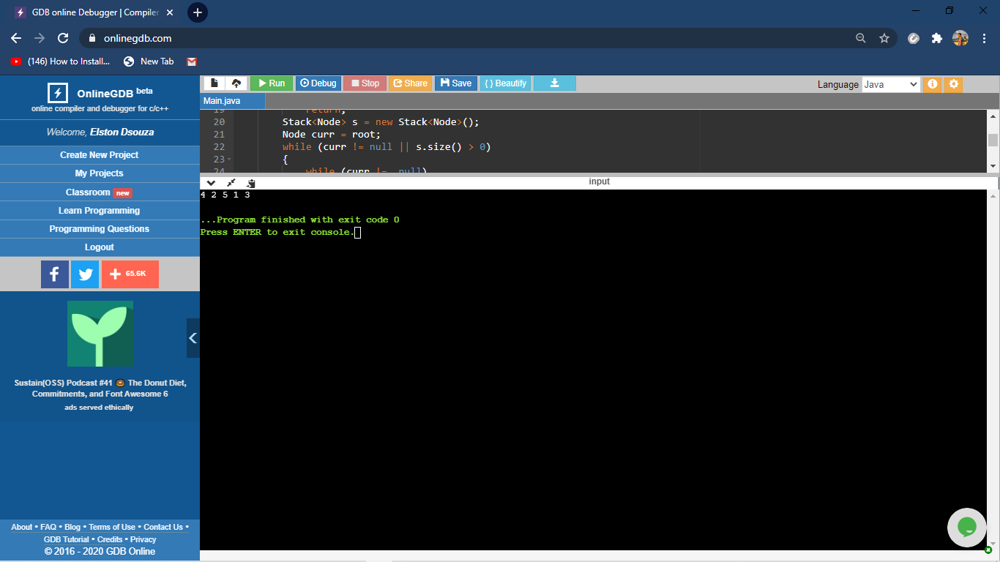 GDB online Debugger | Compiler
onlinegdb.com
(146) How to Install...
New Tab
OnlineGDB beta
online compiler and debugger for c/c++
Welcome, Elston Dsouza
Create New Project
My Projects
Classroom new
Learn Programming
Programming Questions
Logout
65.6K
Sustain(OSS) Podcast #41 🍩 The Donut Diet,
Commitments, and Font Awesome 6
ads served ethically
About • FAQ • Blog • Terms of Use • Contact Us •
GDB Tutorial • Credits • Privacy
© 2016 - 2020 GDB Online
Run
Debug
Stop
Share
Save
{ } Beautify
Language Java
Main.java
19 return;
20 Stack<Node> s = new Stack<Node>();
21 Node curr = root;
22 while (curr != null || s.size() > 0)
23 {
24 while (curr != null)
input
4 2 5 1 3
...Program finished with exit code 0
Press ENTER to exit console.